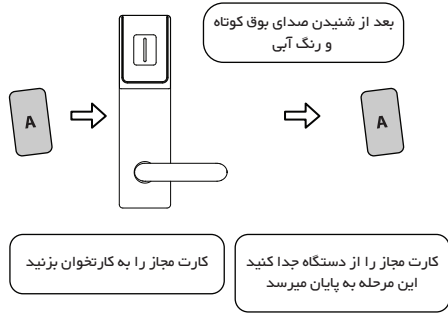 بعد از شنیدن صدای بوق کوتاه
و رنگ آبی
A
A
کارت مجاز را به کارتخوان بزنید
کارت مجاز را از دستگاه جدا کنید
این مرحله به پایان میرسد